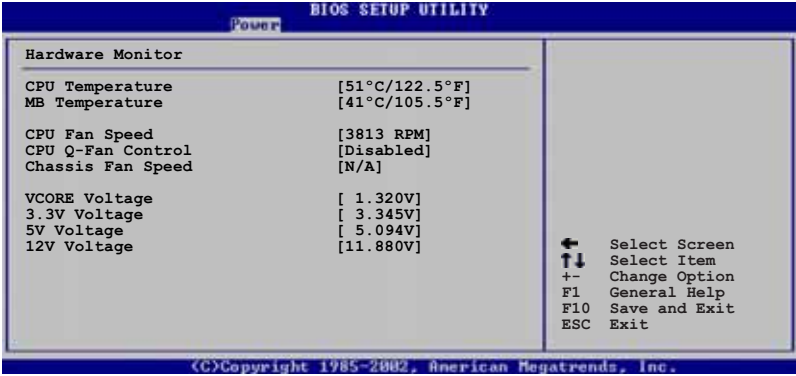 BIOS SETUP UTILITY
Power
Hardware Monitor
CPU Temperature [51°C/122.5°F]
MB Temperature [41°C/105.5°F]
CPU Fan Speed [3813 RPM]
CPU Q-Fan Control [Disabled]
Chassis Fan Speed [N/A]
VCORE Voltage [ 1.320V]
3.3V Voltage [ 3.345V]
5V Voltage [ 5.094V]
12V Voltage [11.880V]
← Select Screen
↑↓ Select Item
+- Change Option
F1 General Help
F10 Save and Exit
ESC Exit
(C)Copyright 1985-2002, American Megatrends, Inc.